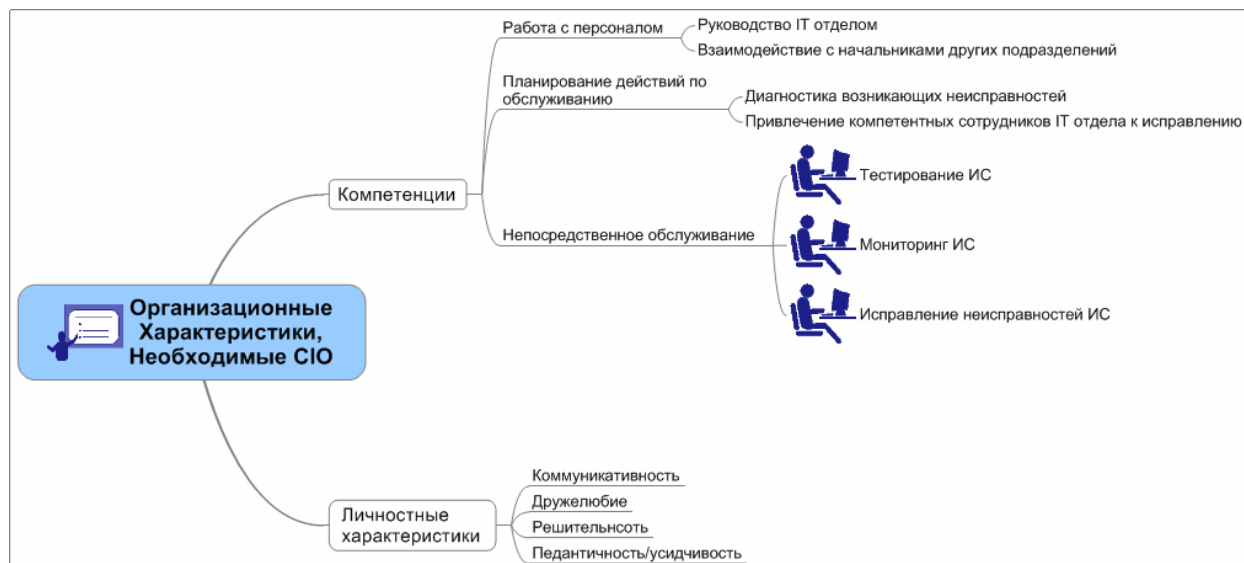 Работа с персоналом
Руководство IT отделом
Взаимодействие с начальниками других подразделений
Планирование действий по
обслуживанию
Диагностика возникающих неисправностей
Привлечение компетентных сотрудников IT отдела к исправлению
Компетенции
Непосредственное обслуживание
Тестирование ИС
Мониторинг ИС
Исправление неисправностей ИС
Организационные
Характеристики,
Необходимые CIO
Личностные
характеристики
Коммуникативность
Дружелюбие
Решительнсоть
Педантичность/усидчивость